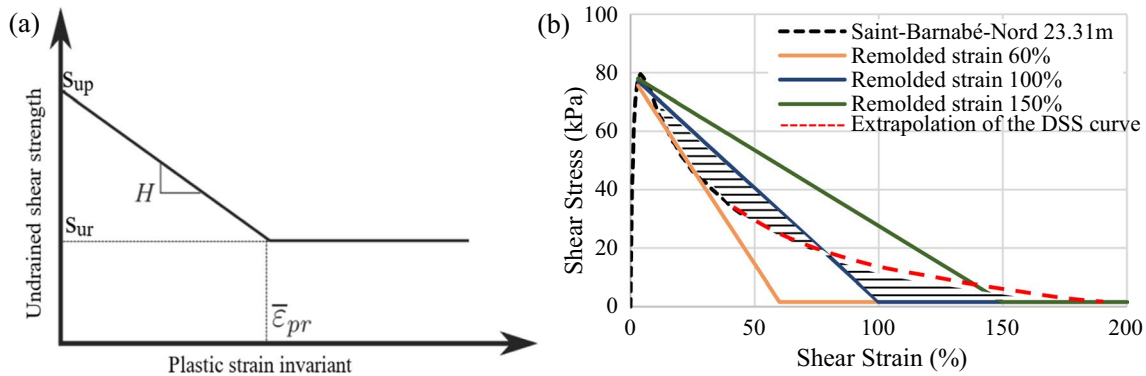 (a)
Undrained shear strength
Sup
H
Sur
ε̅pr
Plastic strain invariant
(b)
Shear Stress (kPa)
100
80
60
40
20
0
0
50
100
150
200
Shear Strain (%)
Saint-Barnabé-Nord 23.31m
Remolded strain 60%
Remolded strain 100%
Remolded strain 150%
Extrapolation of the DSS curve